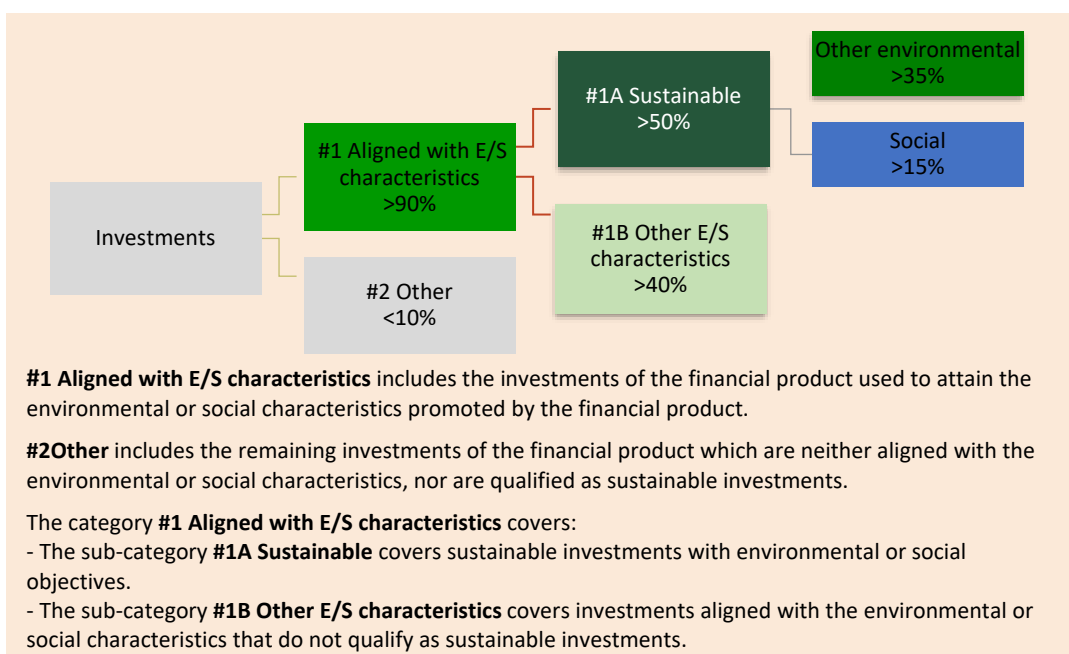 Investments
#1 Aligned with E/S
characteristics
>90%
#2 Other
<10%
#1A Sustainable
>50%
#1B Other E/S
characteristics
>40%
Other environmental
>35%
Social
>15%
#1 Aligned with E/S characteristics includes the investments of the financial product used to attain the
environmental or social characteristics promoted by the financial product.
#2Other includes the remaining investments of the financial product which are neither aligned with the
environmental or social characteristics, nor are qualified as sustainable investments.
The category #1 Aligned with E/S characteristics covers:
- The sub-category #1A Sustainable covers sustainable investments with environmental or social
objectives.
- The sub-category #1B Other E/S characteristics covers investments aligned with the environmental or
social characteristics that do not qualify as sustainable investments.